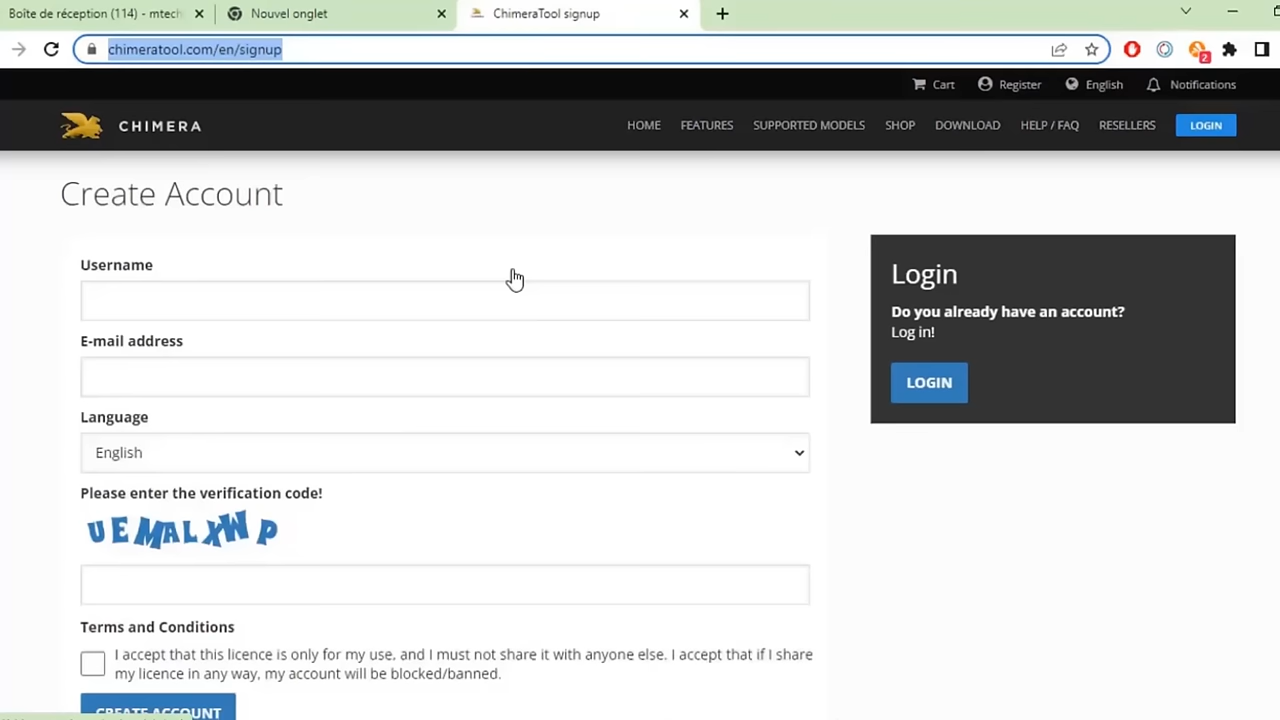 Boîte de réception (114) - mtech
Nouvel onglet
ChimeraTool signup
chimeratool.com/en/signup
2
Cart
Register
English
Notifications
CHIMERA
HOME
FEATURES
SUPPORTED MODELS
SHOP
DOWNLOAD
HELP / FAQ
RESELLERS
LOGIN
Create Account
Username
E-mail address
Language
English
Please enter the verification code!
UEMALXWP
Terms and Conditions
I accept that this licence is only for my use, and I must not share it with anyone else. I accept that if I share
my licence in any way, my account will be blocked/banned.
CREATE ACCOUNT
Login
Do you already have an account?
Log in!
LOGIN